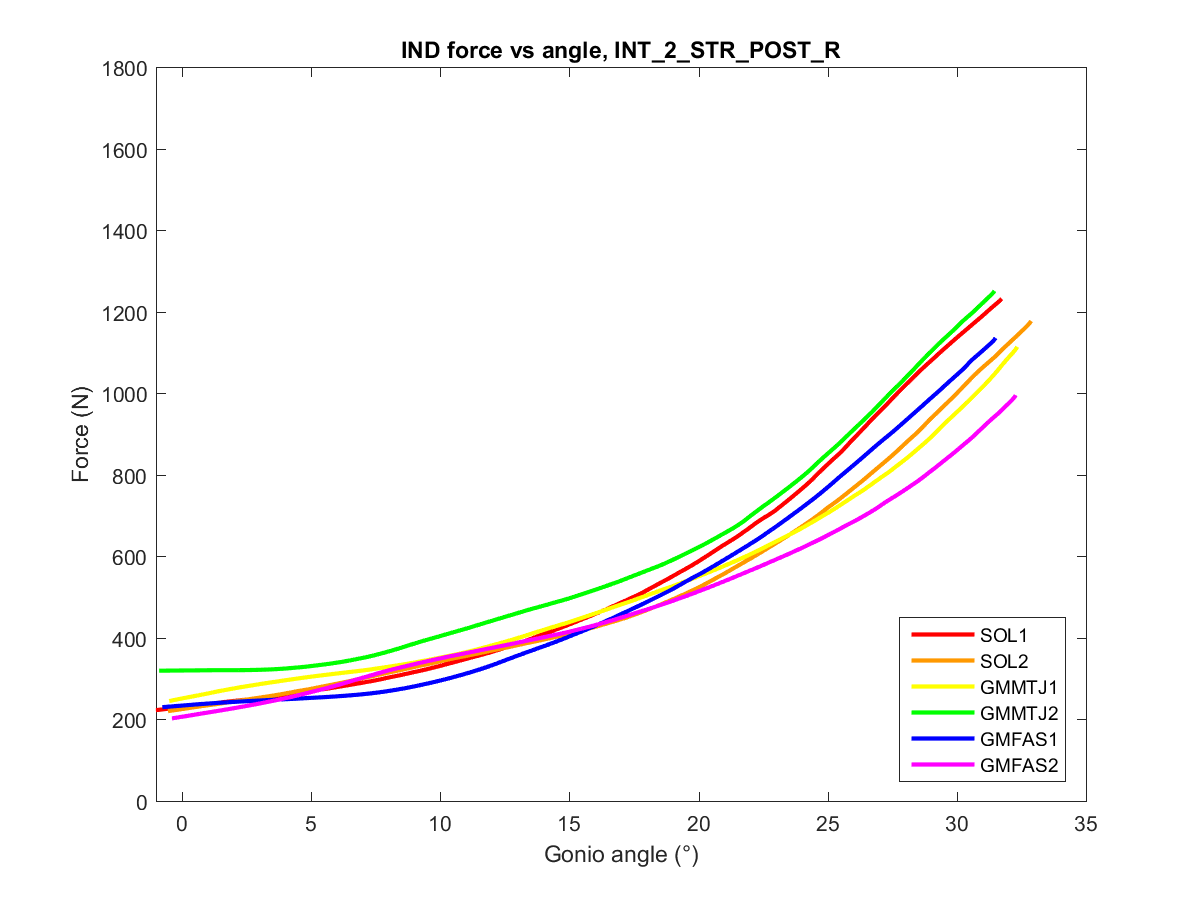 IND force vs angle, INT_2_STR_POST_R
1800
1600
1400
1200
1000
800
600
400
200
0
Force (N)
0 5 10 15 20 25 30 35
Gonio angle (°)
SOL1
SOL2
GMMTJ1
GMMTJ2
GMFAS1
GMFAS2